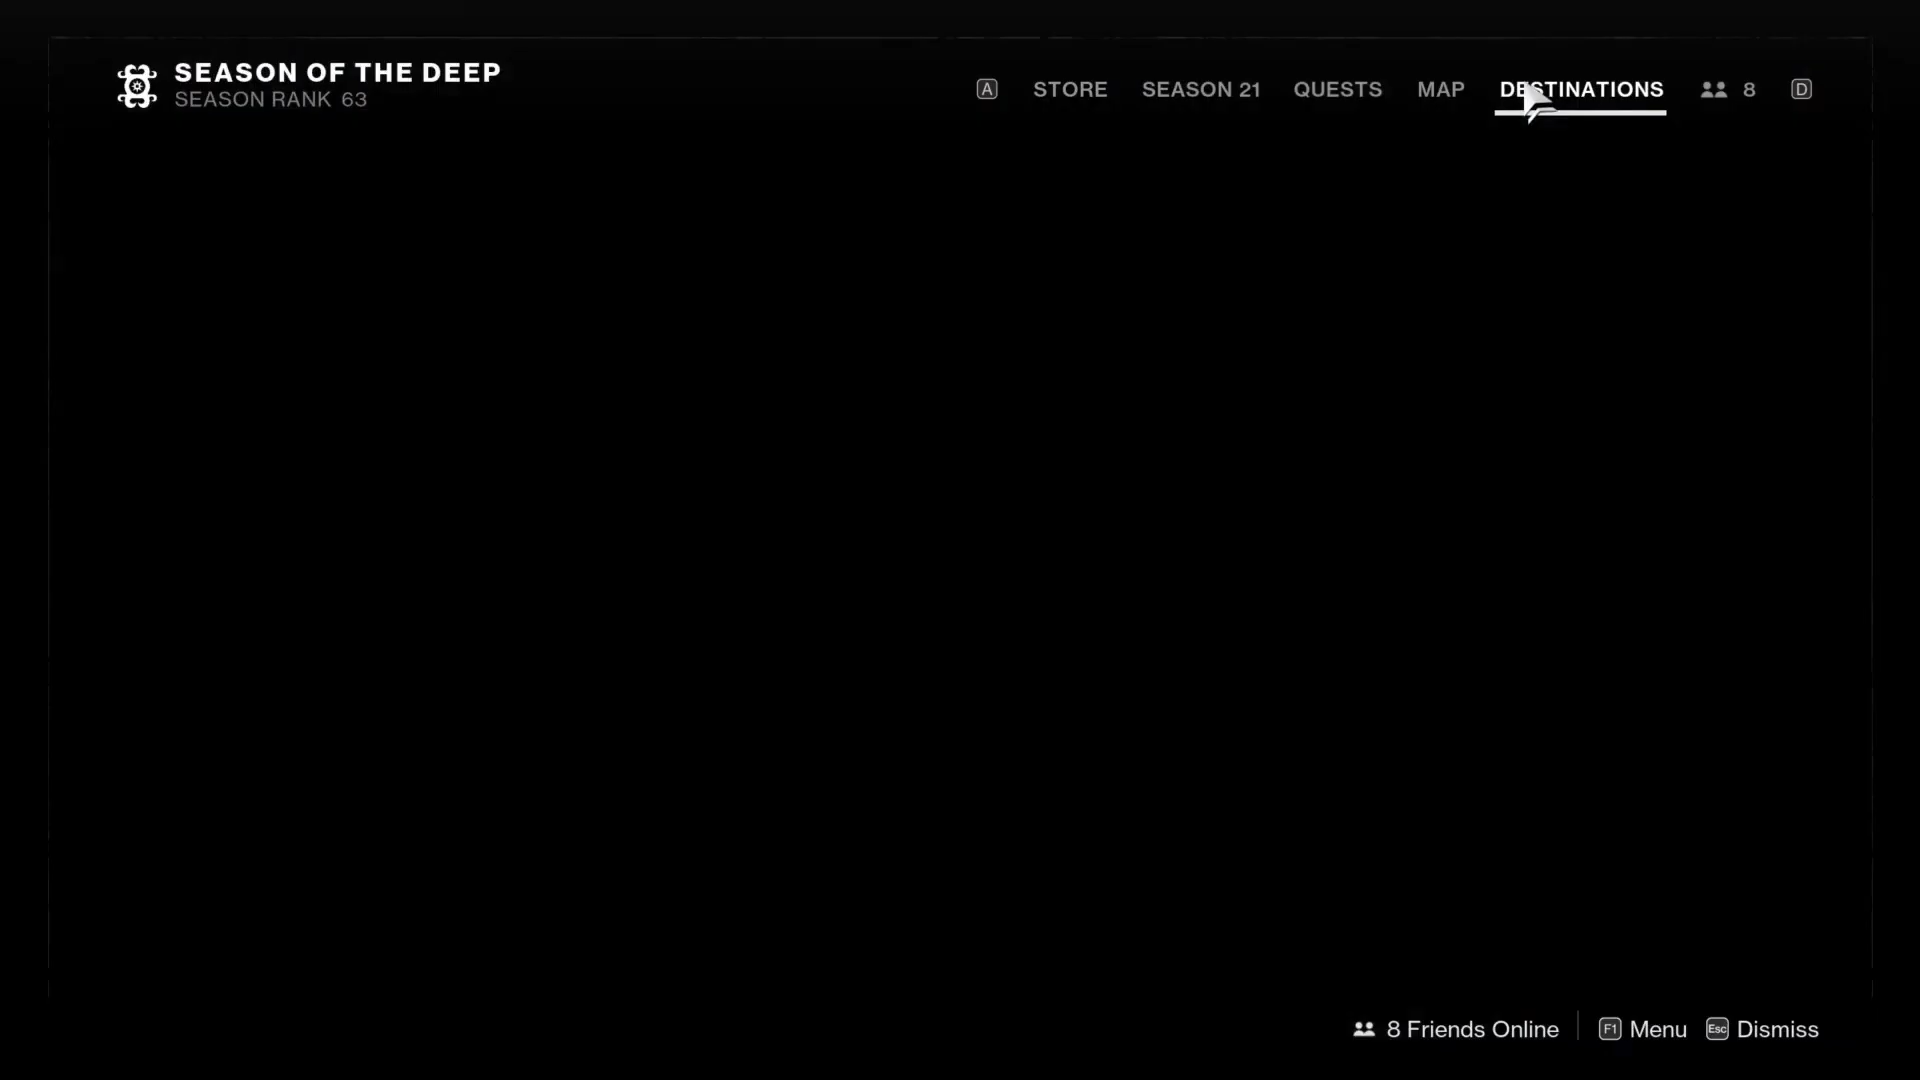 SEASON OF THE DEEP
SEASON RANK 63
A STORE SEASON 21 QUESTS MAP DESTINATIONS 8 D
8 Friends Online F1 Menu Esc Dismiss